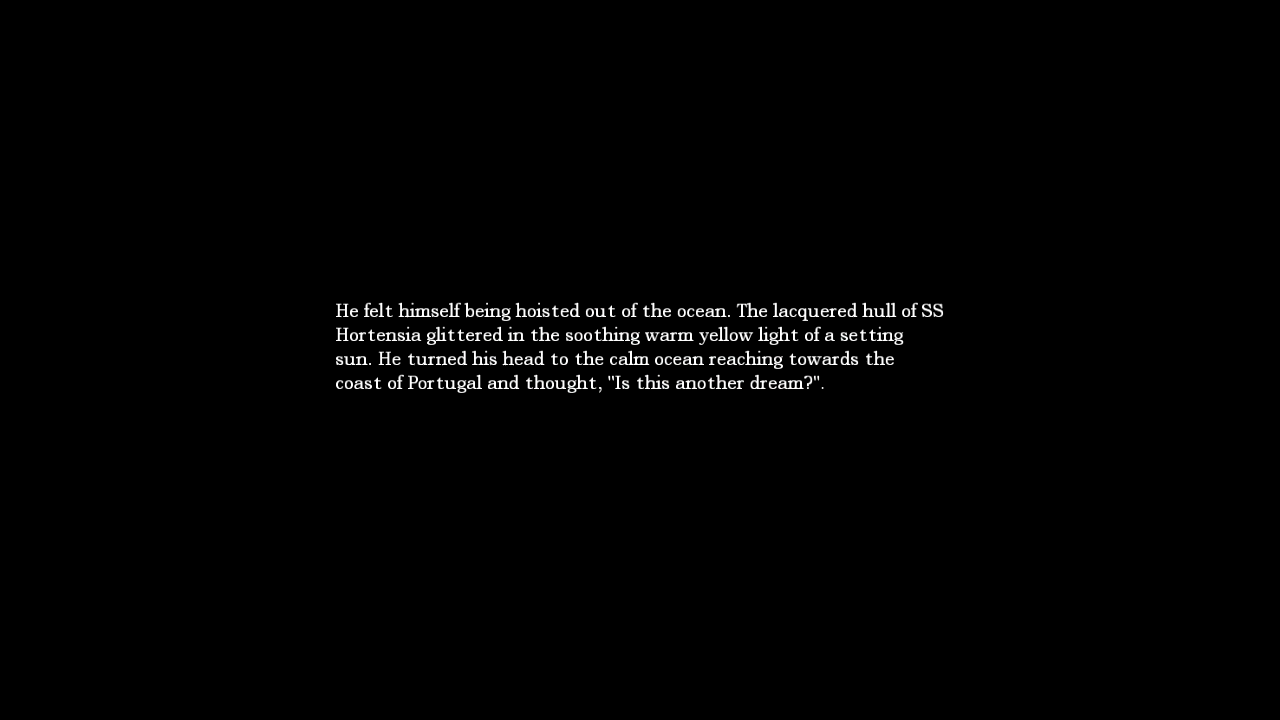 He felt himself being hoisted out of the ocean. The lacquered hull of SS
Hortensia glittered in the soothing warm yellow light of a setting
sun. He turned his head to the calm ocean reaching towards the
coast of Portugal and thought, "Is this another dream?".